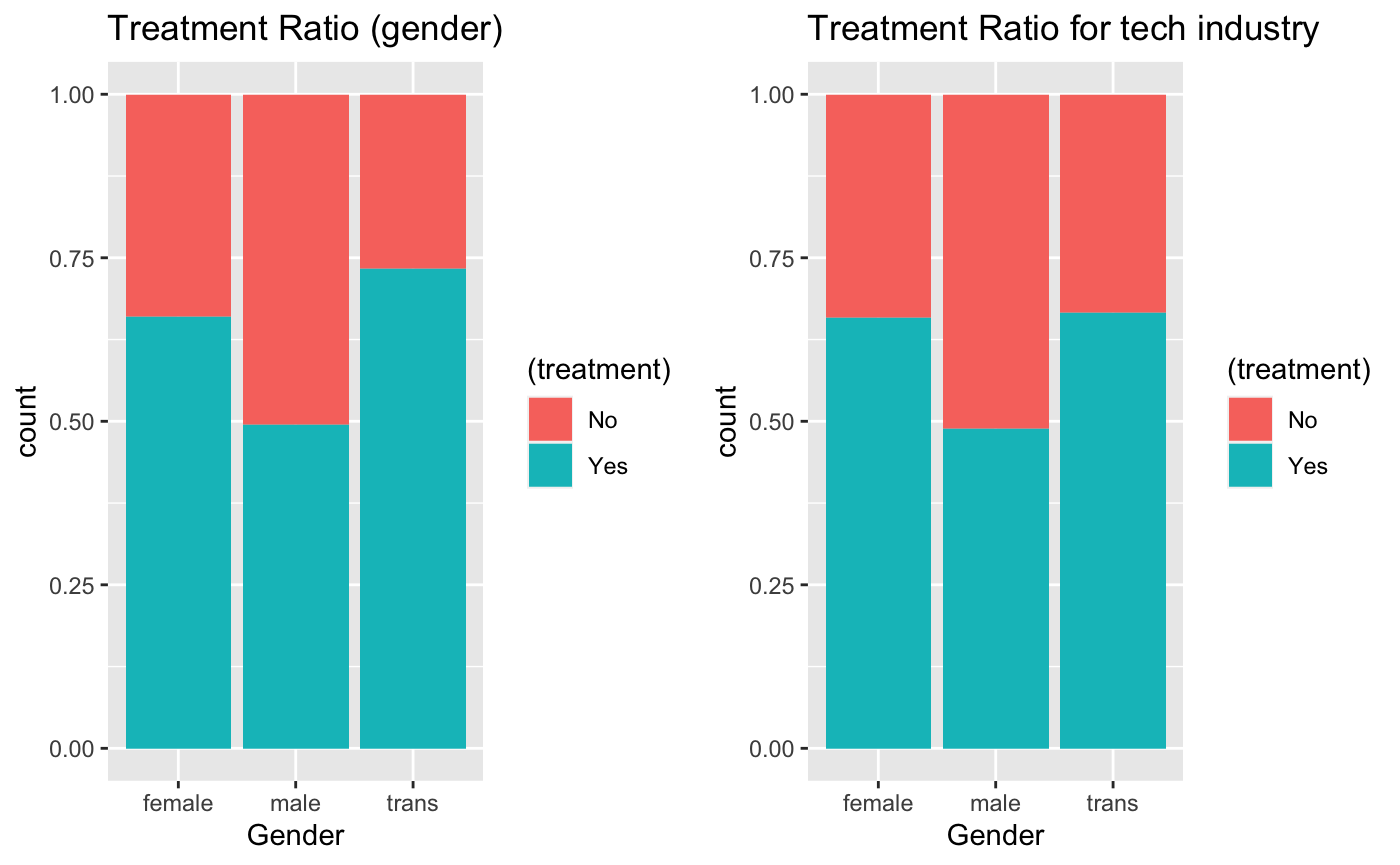 Treatment Ratio (gender)
1.00
0.75
0.50
0.25
0.00
count
female male trans
Gender
(treatment)
No
Yes
Treatment Ratio for tech industry
1.00
0.75
0.50
0.25
0.00
count
female male trans
Gender
(treatment)
No
Yes